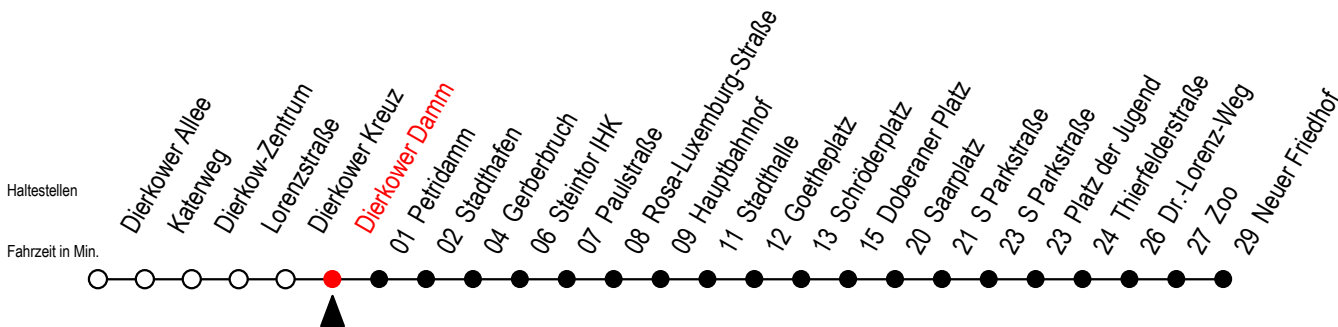 Haltestellen
Fahrzeit in Min.
Dierkower Allee
Katerweg
Dierkow-Zentrum
Lorenzstraße
Dierkower Kreuz
Dierkower Damm
01 Petridamm
02 Stadthafen
04 Gerberbruch
06 Steintor IHK
07 Paulstraße
08 Rosa-Luxemburg-Straße
09 Hauptbahnhof
11 Stadthalle
12 Goetheplatz
13 Schröderplatz
15 Doberaner Platz
20 Saarplatz
21 S Parkstraße
23 S Parkstraße
23 Platz der Jugend
24 Thierfelderstraße
26 Dr.-Lorenz-Weg
27 Zoo
29 Neuer Friedhof